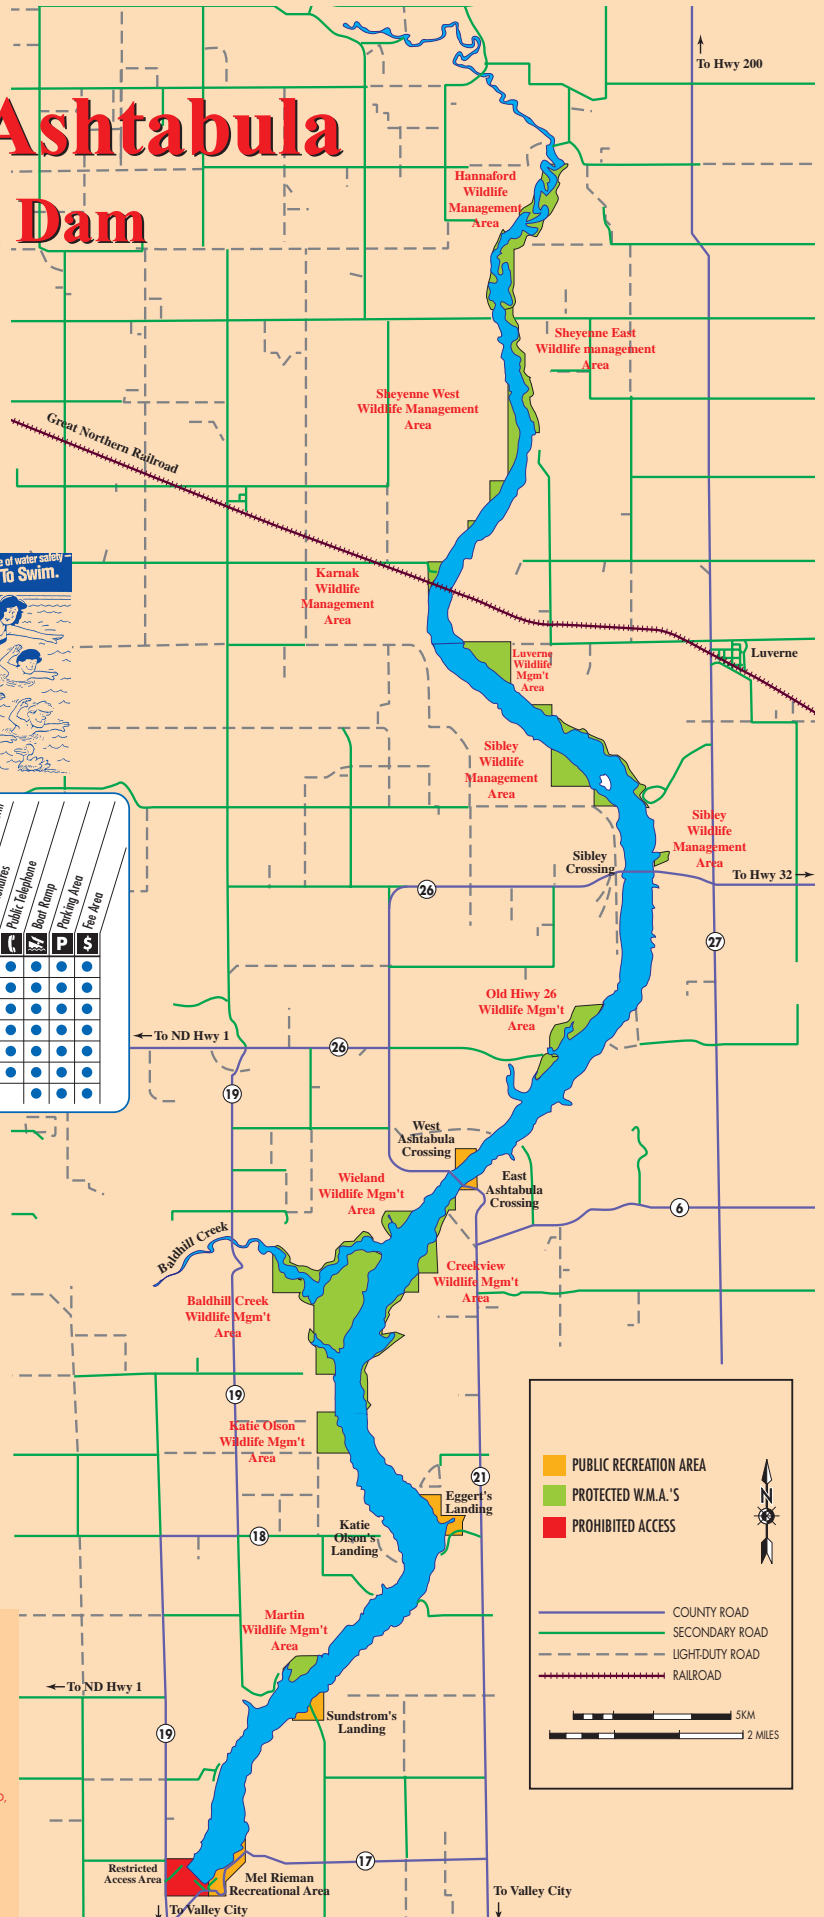 To Hwy 200
Ashtabula
Dam
Hannaford
Wildlife
Management
Area
Sheyenne East
Wildlife management
Area
Sheyenne West
Wildlife Management
Area
Great Northern Railroad
e of water safety
To Swim.
Karnak
Wildlife
Management
Area
Luverne
Wildlife
Mgm't
Area
Luverne
Sibley
Wildlife
Management
Area
Sibley
Wildlife
Management
Area
Sibley
Crossing
To Hwy 32
26
27
Public Telephone
Boat Ramp
Parking Area
Fee Area
P
$
Old Hiwy 26
Wildlife Mgm't
Area
To ND Hwy 1
26
19
West
Ashtabula
Crossing
East
Ashtabula
Crossing
6
Wieland
Wildlife Mgm't
Area
Baldhill Creek
Creekview
Wildlife Mgm't
Area
Baldhill Creek
Wildlife Mgm't
Area
19
Katie Olson
Wildlife Mgm't
Area
21
Eggert's
Landing
Katie
Olson's
Landing
18
PUBLIC RECREATION AREA
PROTECTED W.M.A.'S
PROHIBITED ACCESS
N
COUNTY ROAD
SECONDARY ROAD
LIGHT-DUTY ROAD
RAILROAD
5KM
2 MILES
Martin
Wildlife Mgm't
Area
To ND Hwy 1
Sundstrom's
Landing
19
17
Restricted
Access Area
Mel Rieman
Recreational Area
To Valley City
To Valley City